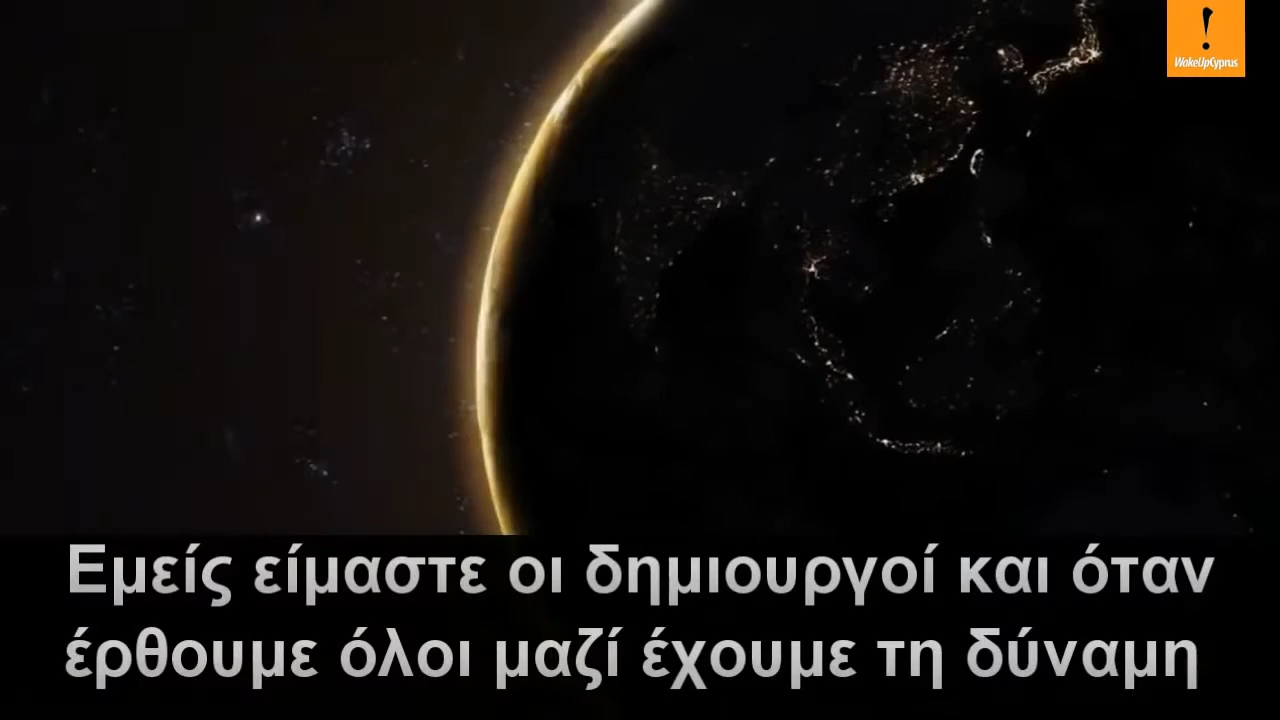 !
WakeUpCyprus
Εμείς είμαστε οι δημιουργοί και όταν
έρθουμε όλοι μαζί έχουμε τη δύναμη